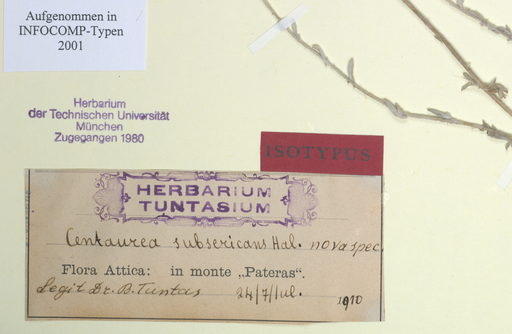 Aufgenommen in
INFOCOMP-Typen
2001
Herbarium
der Technischen Universität
München
Zugegangen 1980
ISOTYPUS
HERBARIUM
TUNTASIUM
Centaurea subsericans Hal. nova spec.
Flora Attica: in monte „Pateras“.
Legit Dr. B. Tuntas 24/7/Iul. 1910